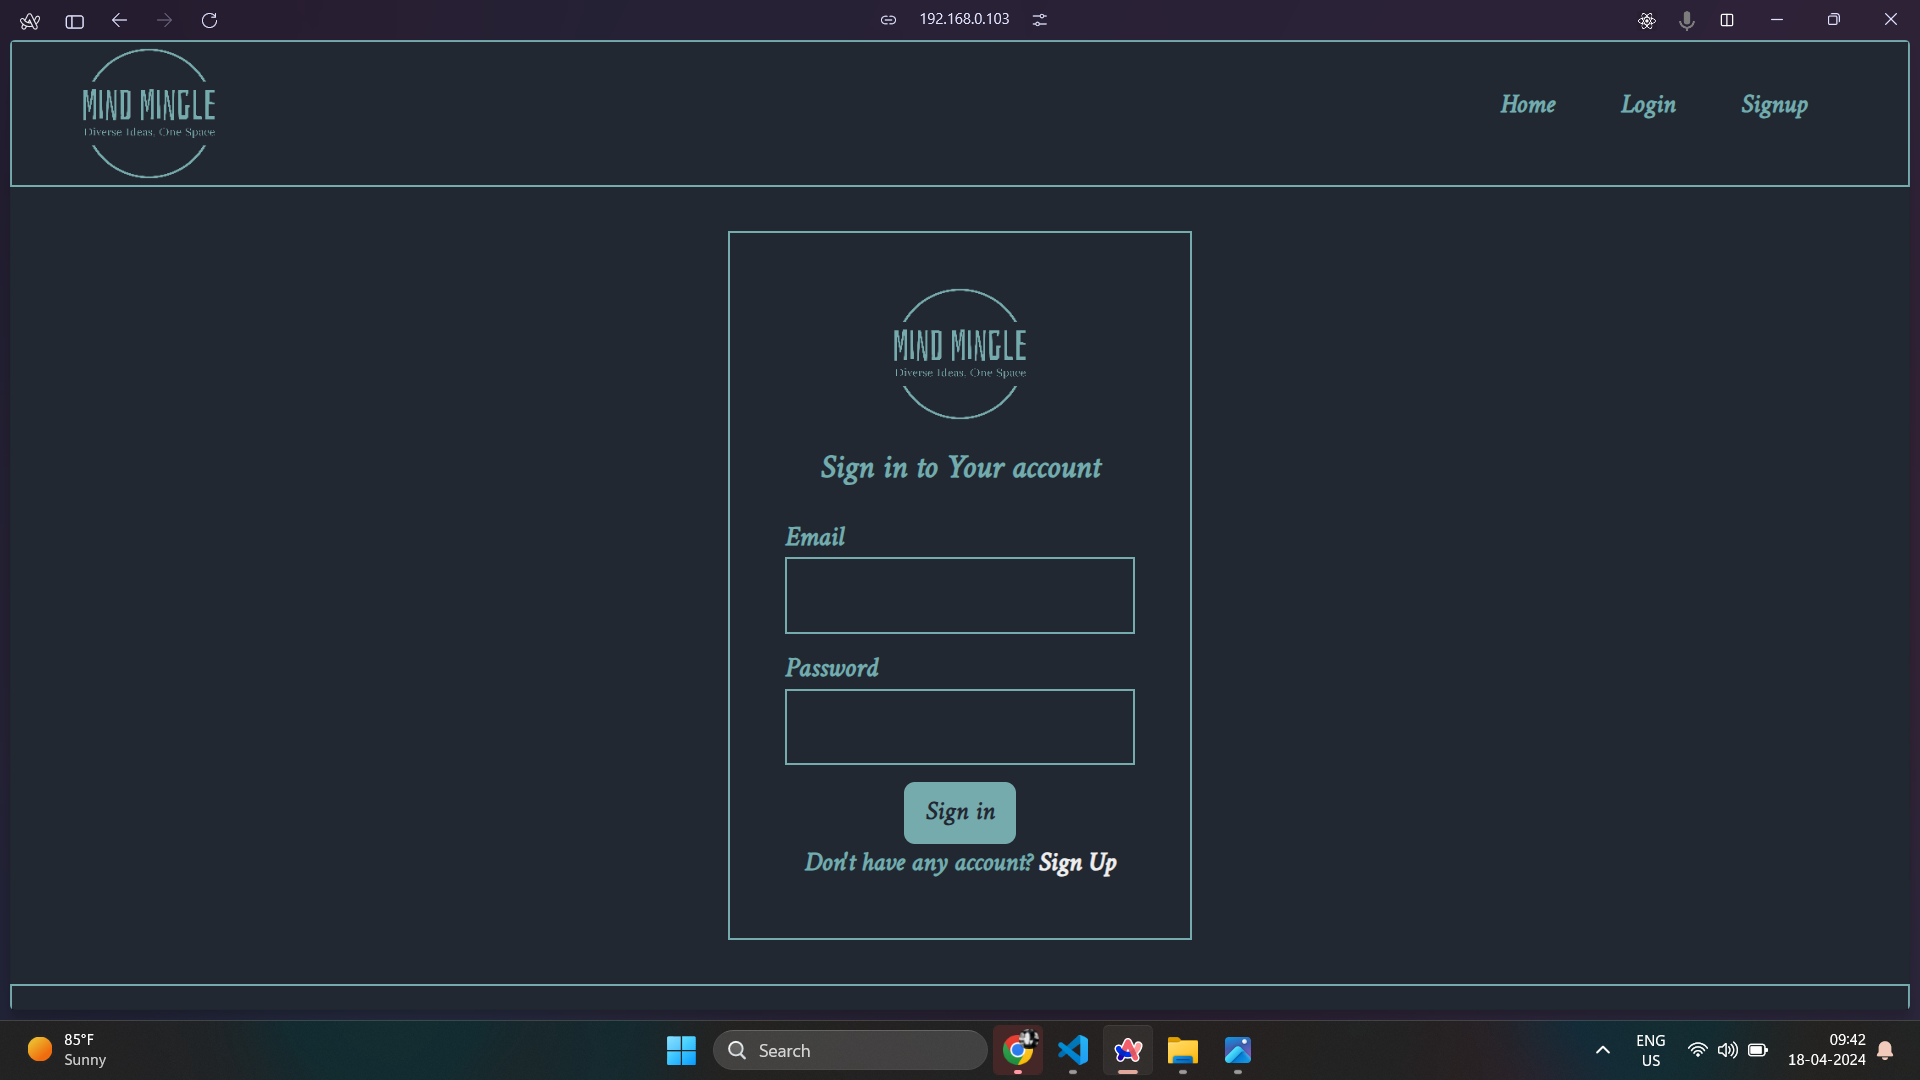 192.168.0.103
MIND MINGLE
Diverse Ideas, One Space
Home Login Signup
MIND MINGLE
Diverse Ideas, One Space
Sign in to Your account
Email
Password
Sign in
Don't have any account? Sign Up
85°F
Sunny
Search
ENG
US
09:42
18-04-2024